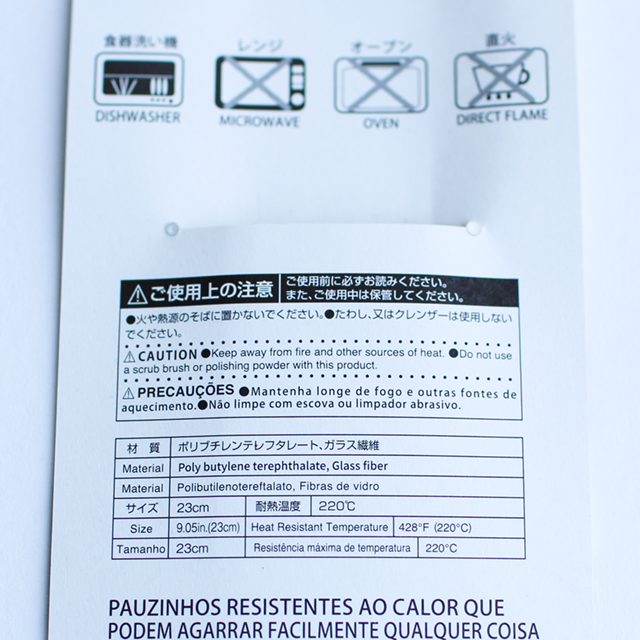 食器洗い機 レンジ オーブン 直火
DISHWASHER MICROWAVE OVEN DIRECT FLAME
⚠ご使用上の注意 ご使用前に必ずお読みください。
また、ご使用中は保管してください。
●火や熱源のそばに置かないでください。●たわし、又はクレンザーは使用しない
でください。
⚠CAUTION ●Keep away from fire and other sources of heat. ●Do not use
a scrub brush or polishing powder with this product.
⚠PRECAUÇÕES ●Mantenha longe de fogo e outras fontes de
aquecimento.●Não limpe com escova ou limpador abrasivo.
材 質 ポリブチレンテレフタレート、ガラス繊維
Material Poly butylene terephthalate, Glass fiber
Material Polibutilenotereftalato, Fibras de vidro
サイズ 23cm 耐熱温度 220℃
Size 9.05in.(23cm) Heat Resistant Temperature 428°F (220°C)
Tamanho 23cm Resistência máxima de temperatura 220°C
PAUZINHOS RESISTENTES AO CALOR QUE
PODEM AGARRAR FACILMENTE QUALQUER COISA